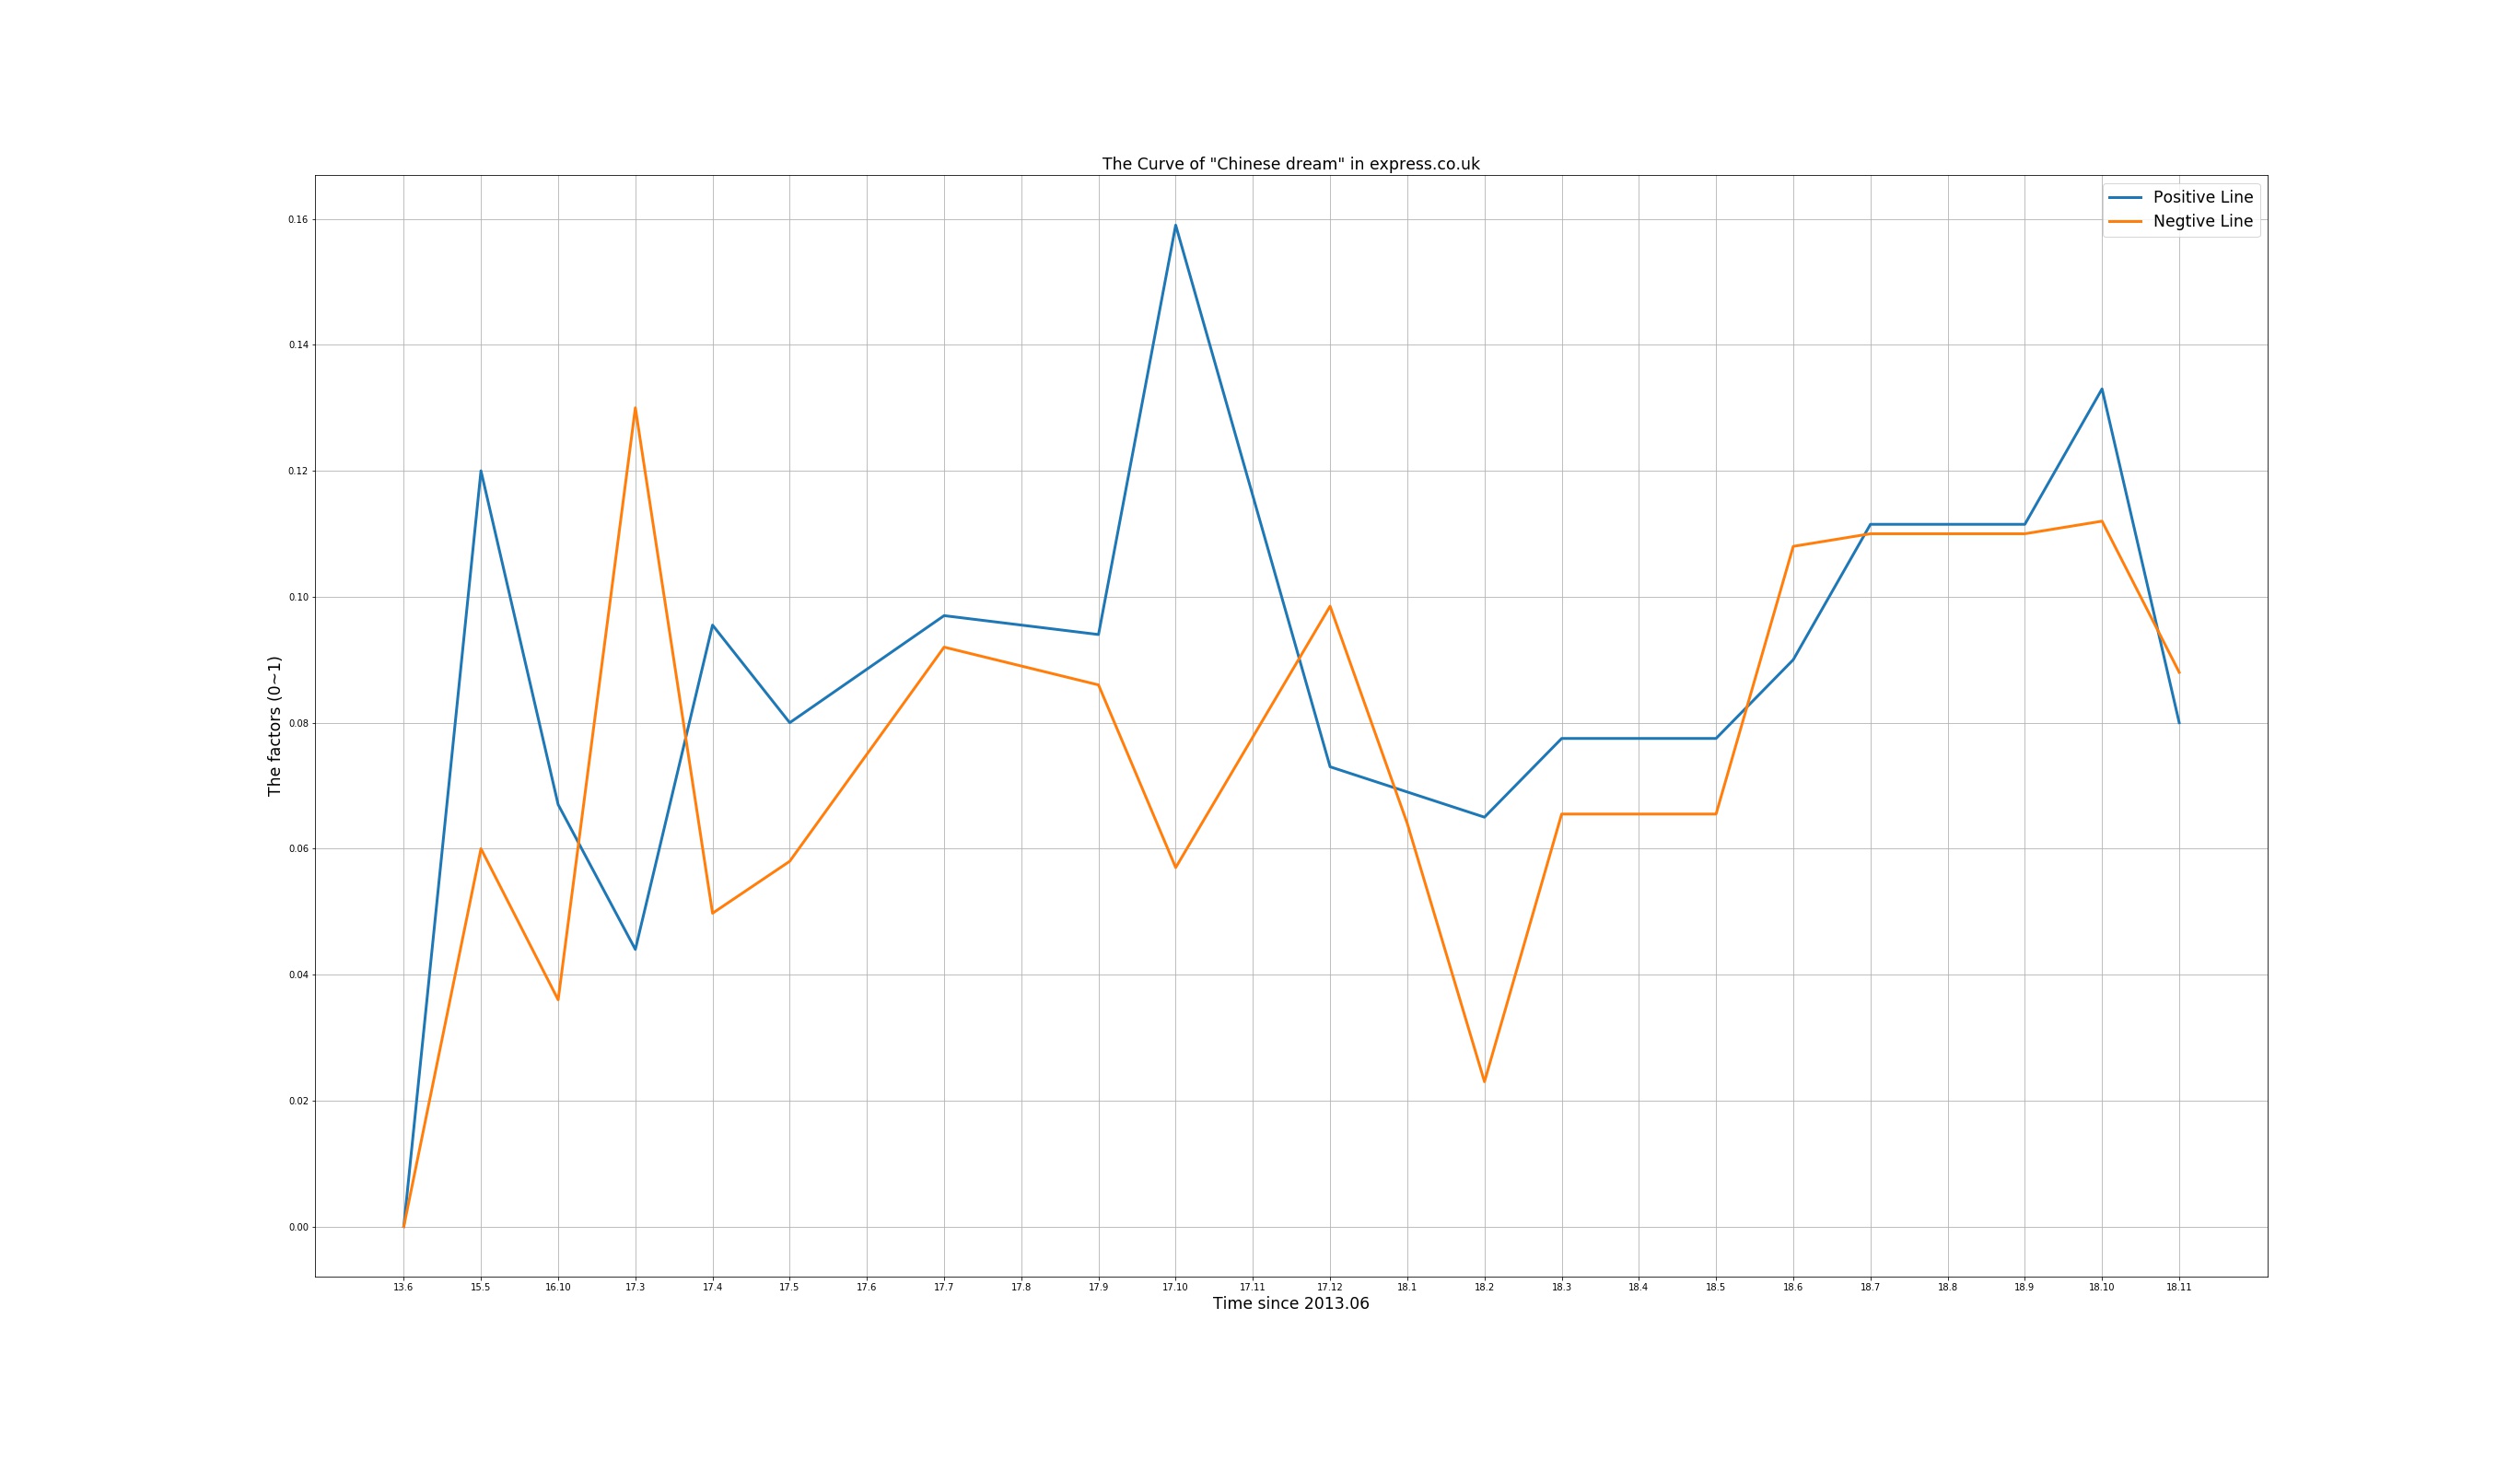 The Curve of "Chinese dream" in express.co.uk
Positive Line
Negtive Line
The factors (0~1)
0.16
0.14
0.12
0.10
0.08
0.06
0.04
0.02
0.00
13.6 15.5 16.10 17.3 17.4 17.5 17.6 17.7 17.8 17.9 17.10 17.11 17.12 18.1 18.2 18.3 18.4 18.5 18.6 18.7 18.8 18.9 18.10 18.11
Time since 2013.06